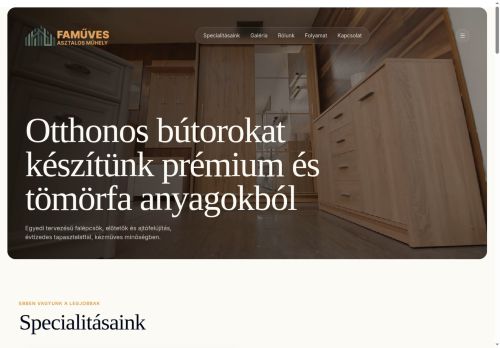 FAMŰVES
ASZTALOS MŰHELY
Specialitásaink Galéria Rólunk Folyamat Kapcsolat
Otthonos bútorokat
készítünk prémium és
tömörfa anyagokból
Egyedi tervezésű falépcsők, előtetők és ajtófelújítás,
évtizedes tapasztalattal, kézműves minőségben.
EBBEN VAGYUNK A LEGJOBBAK
Specialitásaink